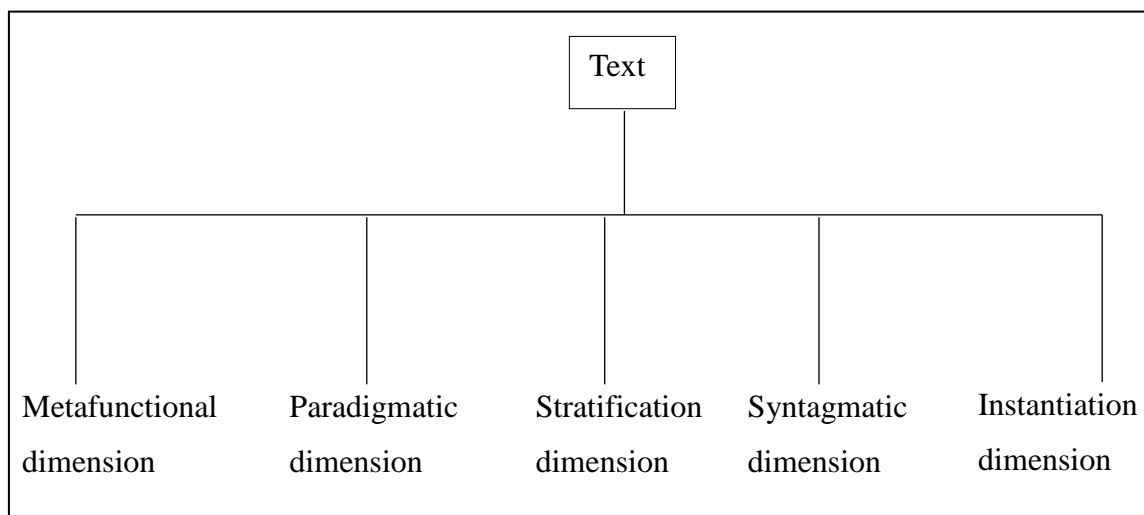 Text
Metafunctional
dimension
Paradigmatic
dimension
Stratification
dimension
Syntagmatic
dimension
Instantiation
dimension